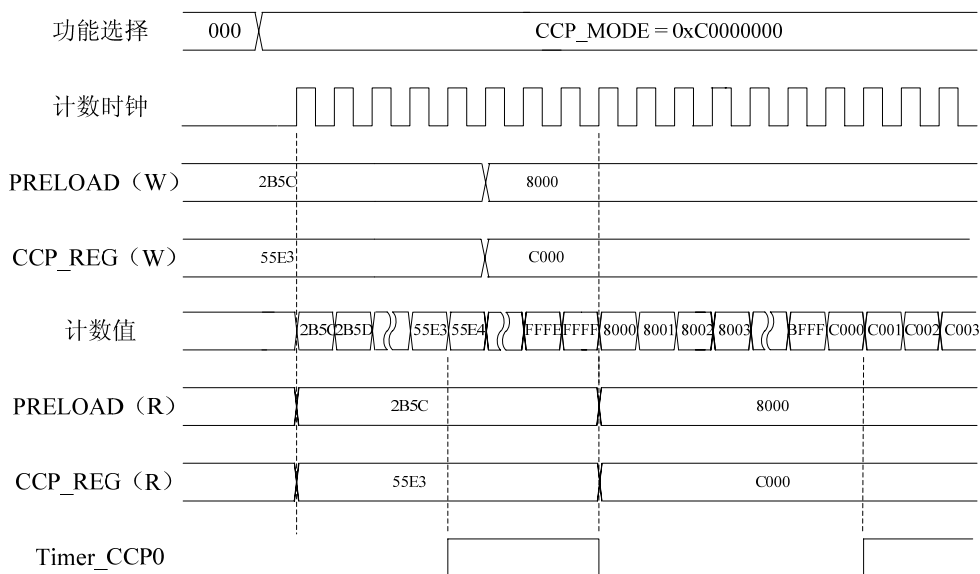 功能选择 000 CCP_MODE = 0xC0000000
计数时钟
PRELOAD（W） 2B5C 8000
CCP_REG（W） 55E3 C000
计数值 2B5C 2B5D 55E3 55E4 FFFE FFFF 8000 8001 8002 8003 BFFF C000 C001 C002 C003
PRELOAD（R） 2B5C 8000
CCP_REG（R） 55E3 C000
Timer_CCP0